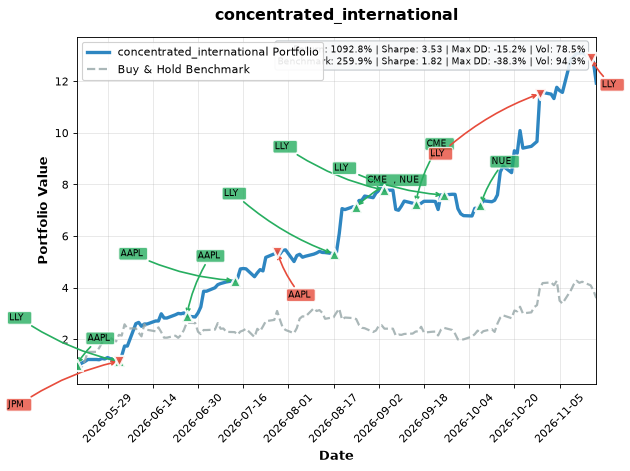 concentrated_international
concentrated_international Portfolio
Buy & Hold Benchmark
: 1092.8% | Sharpe: 3.53 | Max DD: -15.2% | Vol: 78.5%
Benchmark: 259.9% | Sharpe: 1.82 | Max DD: -38.3% | Vol: 94.3%
Portfolio Value
12
10
8
6
4
2
LLY
LLY
CME
LLY
LLY
NUE
CME , NUE
LLY
AAPL
AAPL
AAPL
LLY
AAPL
JPM
2026-05-29
2026-06-14
2026-06-30
2026-07-16
2026-08-01
2026-08-17
2026-09-02
2026-09-18
2026-10-04
2026-10-20
2026-11-05
Date